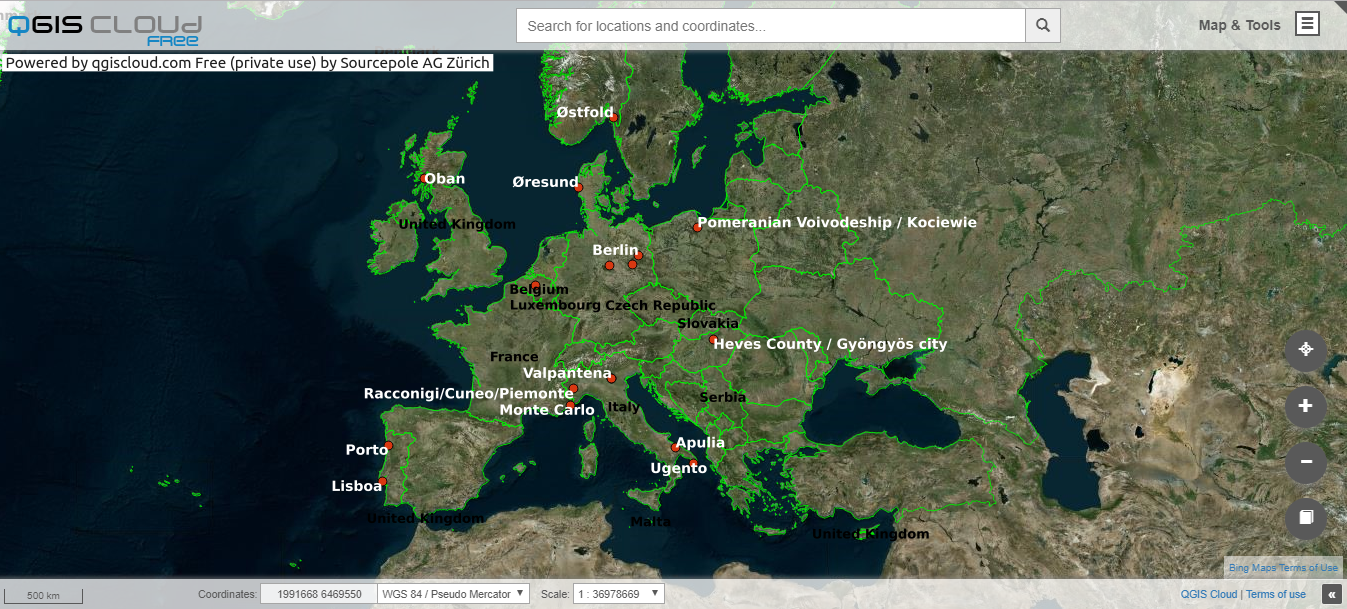 QGIS CLOUD
FREE
Search for locations and coordinates...
Map & Tools
Powered by qgiscloud.com Free (private use) by Sourcepole AG Zürich
Østfold
Oban
Øresund
United Kingdom
Pomeranian Voivodeship / Kociewie
Berlin
Belgium
Luxembourg Czech Republic
Slovakia
Heves County / Gyöngyös city
France
Valpantena
Racconigi/Cuneo/Piemonte
Serbia
Monte Carlo
Italy
Apulia
Porto
Ugento
Lisboa
United Kingdom
Malta
United Kingdom
Bing Maps Terms of Use
500 km
Coordinates:
1991668 6469550
WGS 84 / Pseudo Mercator
Scale:
1 : 36978669
QGIS Cloud | Terms of use
«